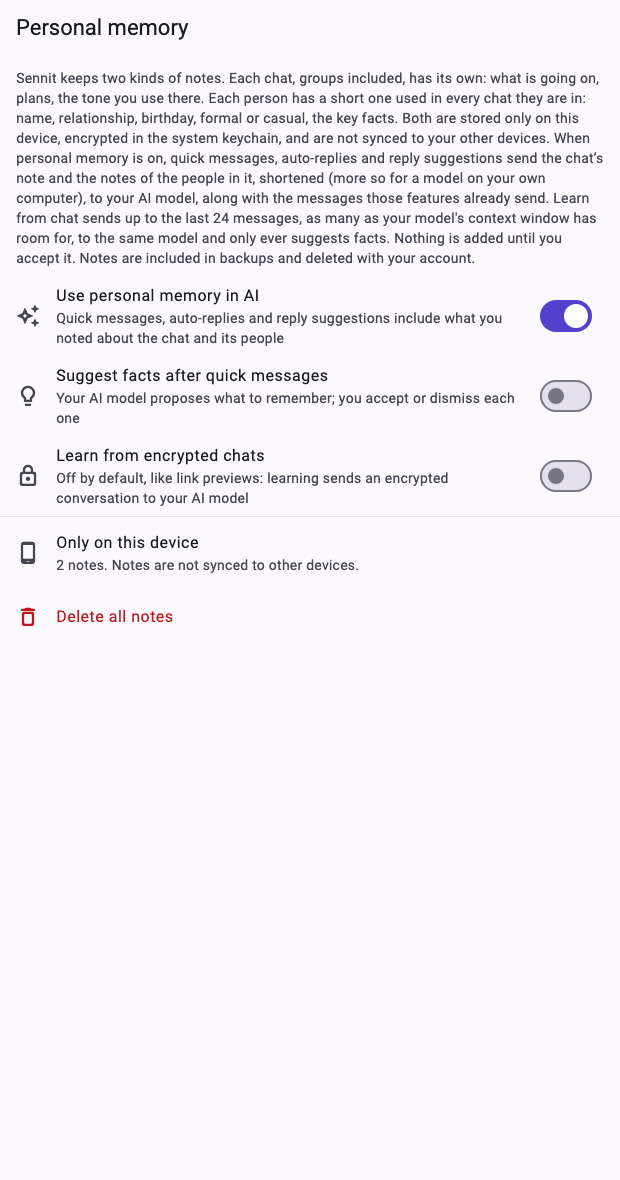 Personal memory
Sennit keeps two kinds of notes. Each chat, groups included, has its own: what is going on,
plans, the tone you use there. Each person has a short one used in every chat they are in:
name, relationship, birthday, formal or casual, the key facts. Both are stored only on this
device, encrypted in the system keychain, and are not synced to your other devices. When
personal memory is on, quick messages, auto-replies and reply suggestions send the chat’s
note and the notes of the people in it, shortened (more so for a model on your own
computer), to your AI model, along with the messages those features already send. Learn
from chat sends up to the last 24 messages, as many as your model's context window has
room for, to the same model and only ever suggests facts. Nothing is added until you
accept it. Notes are included in backups and deleted with your account.
Use personal memory in AI
Quick messages, auto-replies and reply suggestions include what you
noted about the chat and its people
Suggest facts after quick messages
Your AI model proposes what to remember; you accept or dismiss each
one
Learn from encrypted chats
Off by default, like link previews: learning sends an encrypted
conversation to your AI model
Only on this device
2 notes. Notes are not synced to other devices.
Delete all notes